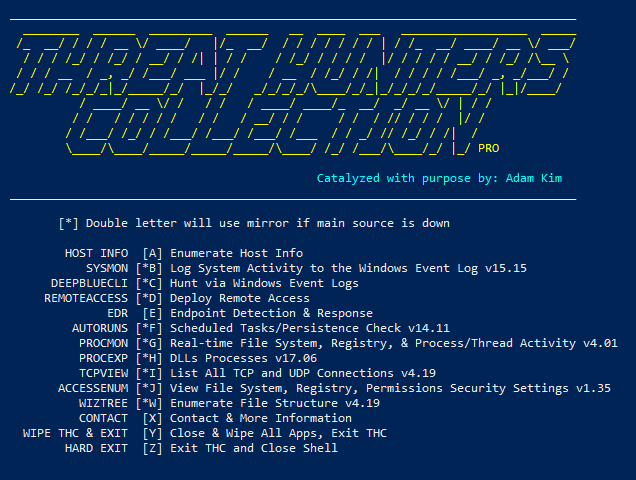 THREAT HUNTERS
COLLECTION PRO
Catalyzed with purpose by: Adam Kim
[*] Double letter will use mirror if main source is down
HOST INFO [A] Enumerate Host Info
SYSMON [*B] Log System Activity to the Windows Event Log v15.15
DEEPBLUECLI [*C] Hunt via Windows Event Logs
REMOTEACCESS [*D] Deploy Remote Access
EDR [E] Endpoint Detection & Response
AUTORUNS [*F] Scheduled Tasks/Persistence Check v14.11
PROCMON [*G] Real-time File System, Registry, & Process/Thread Activity v4.01
PROCEXP [*H] DLLs Processes v17.06
TCPVIEW [*I] List All TCP and UDP Connections v4.19
ACCESSENUM [*J] View File System, Registry, Permissions Security Settings v1.35
WIZTREE [*W] Enumerate File Structure v4.19
CONTACT [X] Contact & More Information
WIPE THC & EXIT [Y] Close & Wipe All Apps, Exit THC
HARD EXIT [Z] Exit THC and Close Shell